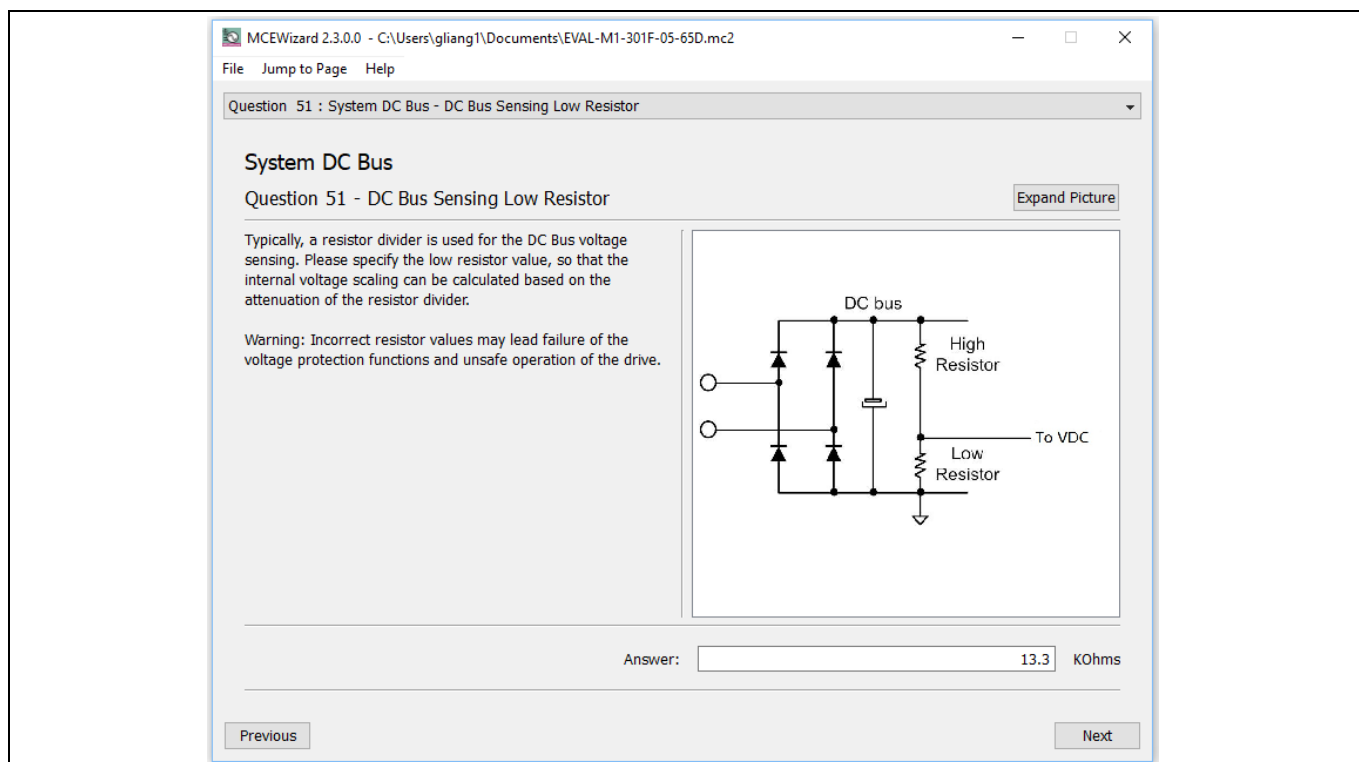 MCEWizard 2.3.0.0 - C:\Users\gliang1\Documents\EVAL-M1-301F-05-65D.mc2
File Jump to Page Help
Question 51 : System DC Bus - DC Bus Sensing Low Resistor
System DC Bus
Question 51 - DC Bus Sensing Low Resistor
Expand Picture
Typically, a resistor divider is used for the DC Bus voltage
sensing. Please specify the low resistor value, so that the
internal voltage scaling can be calculated based on the
attenuation of the resistor divider.
Warning: Incorrect resistor values may lead failure of the
voltage protection functions and unsafe operation of the drive.
DC bus
High
Resistor
To VDC
Low
Resistor
Answer: 13.3 KOhms
Previous Next